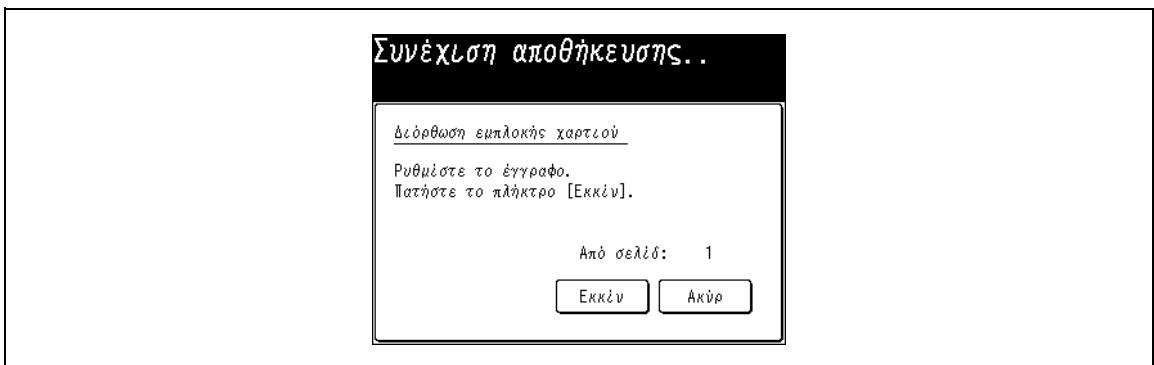 Συνέχιση αποθήκευσης..
Διόρθωση εμπλοκής χαρτιού
Ρυθμίστε το έγγραφο.
Πατήστε το πλήκτρο [Εκκίν].
Από σελίδ: 1
Εκκίν Ακύρ